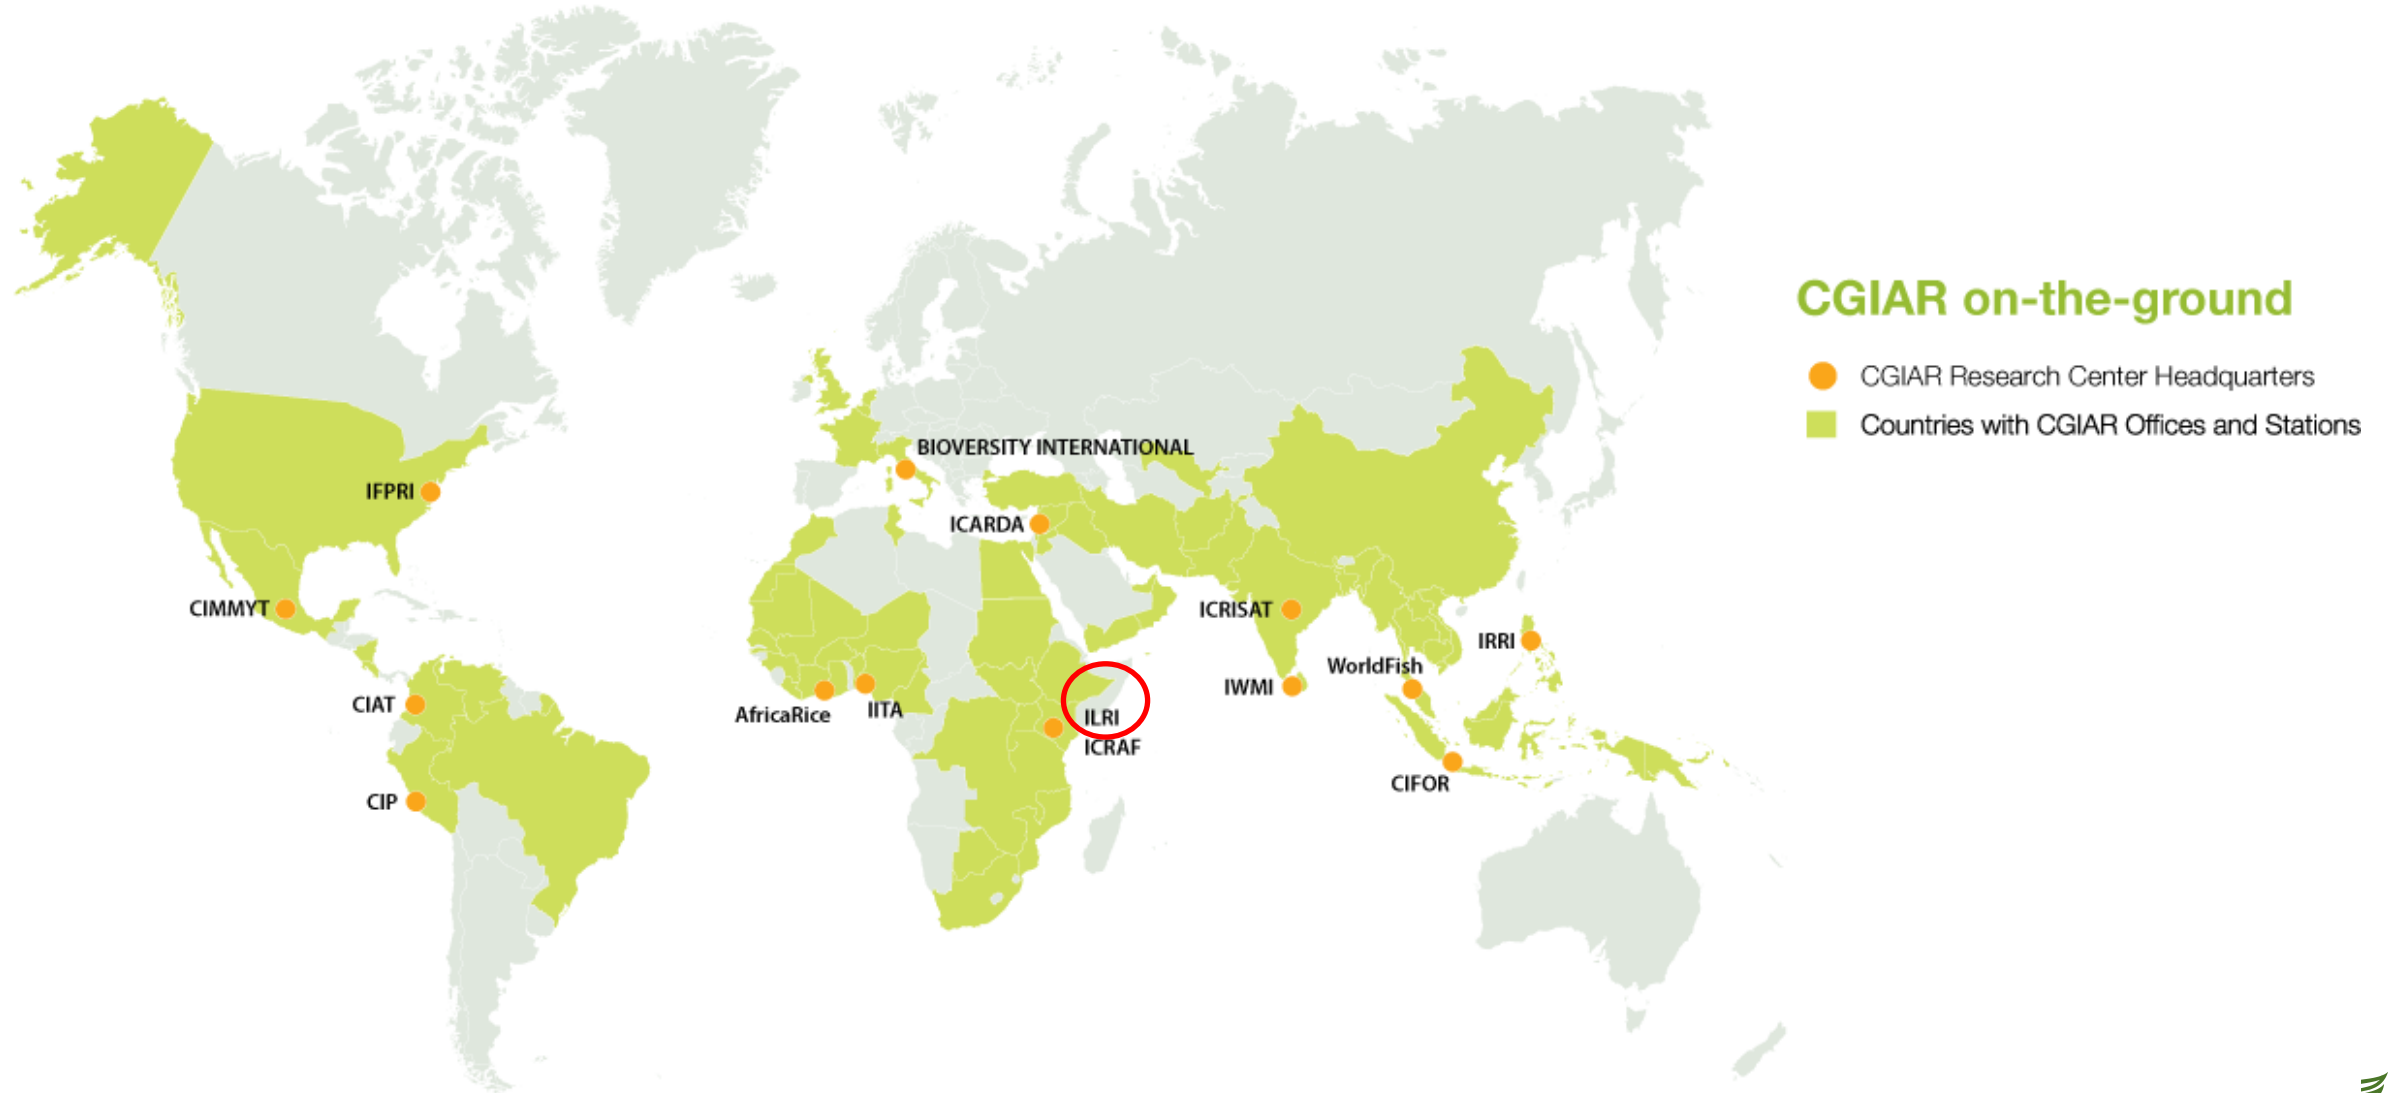 CGIAR on-the-ground
CGIAR Research Center Headquarters
Countries with CGIAR Offices and Stations
BIOVERSITY INTERNATIONAL
IFPRI
ICARDA
CIMMYT
ICRISAT
IRRI
WorldFish
IWMI
CIAT
AfricaRice
IITA
ILRI
ICRAF
CIFOR
CIP